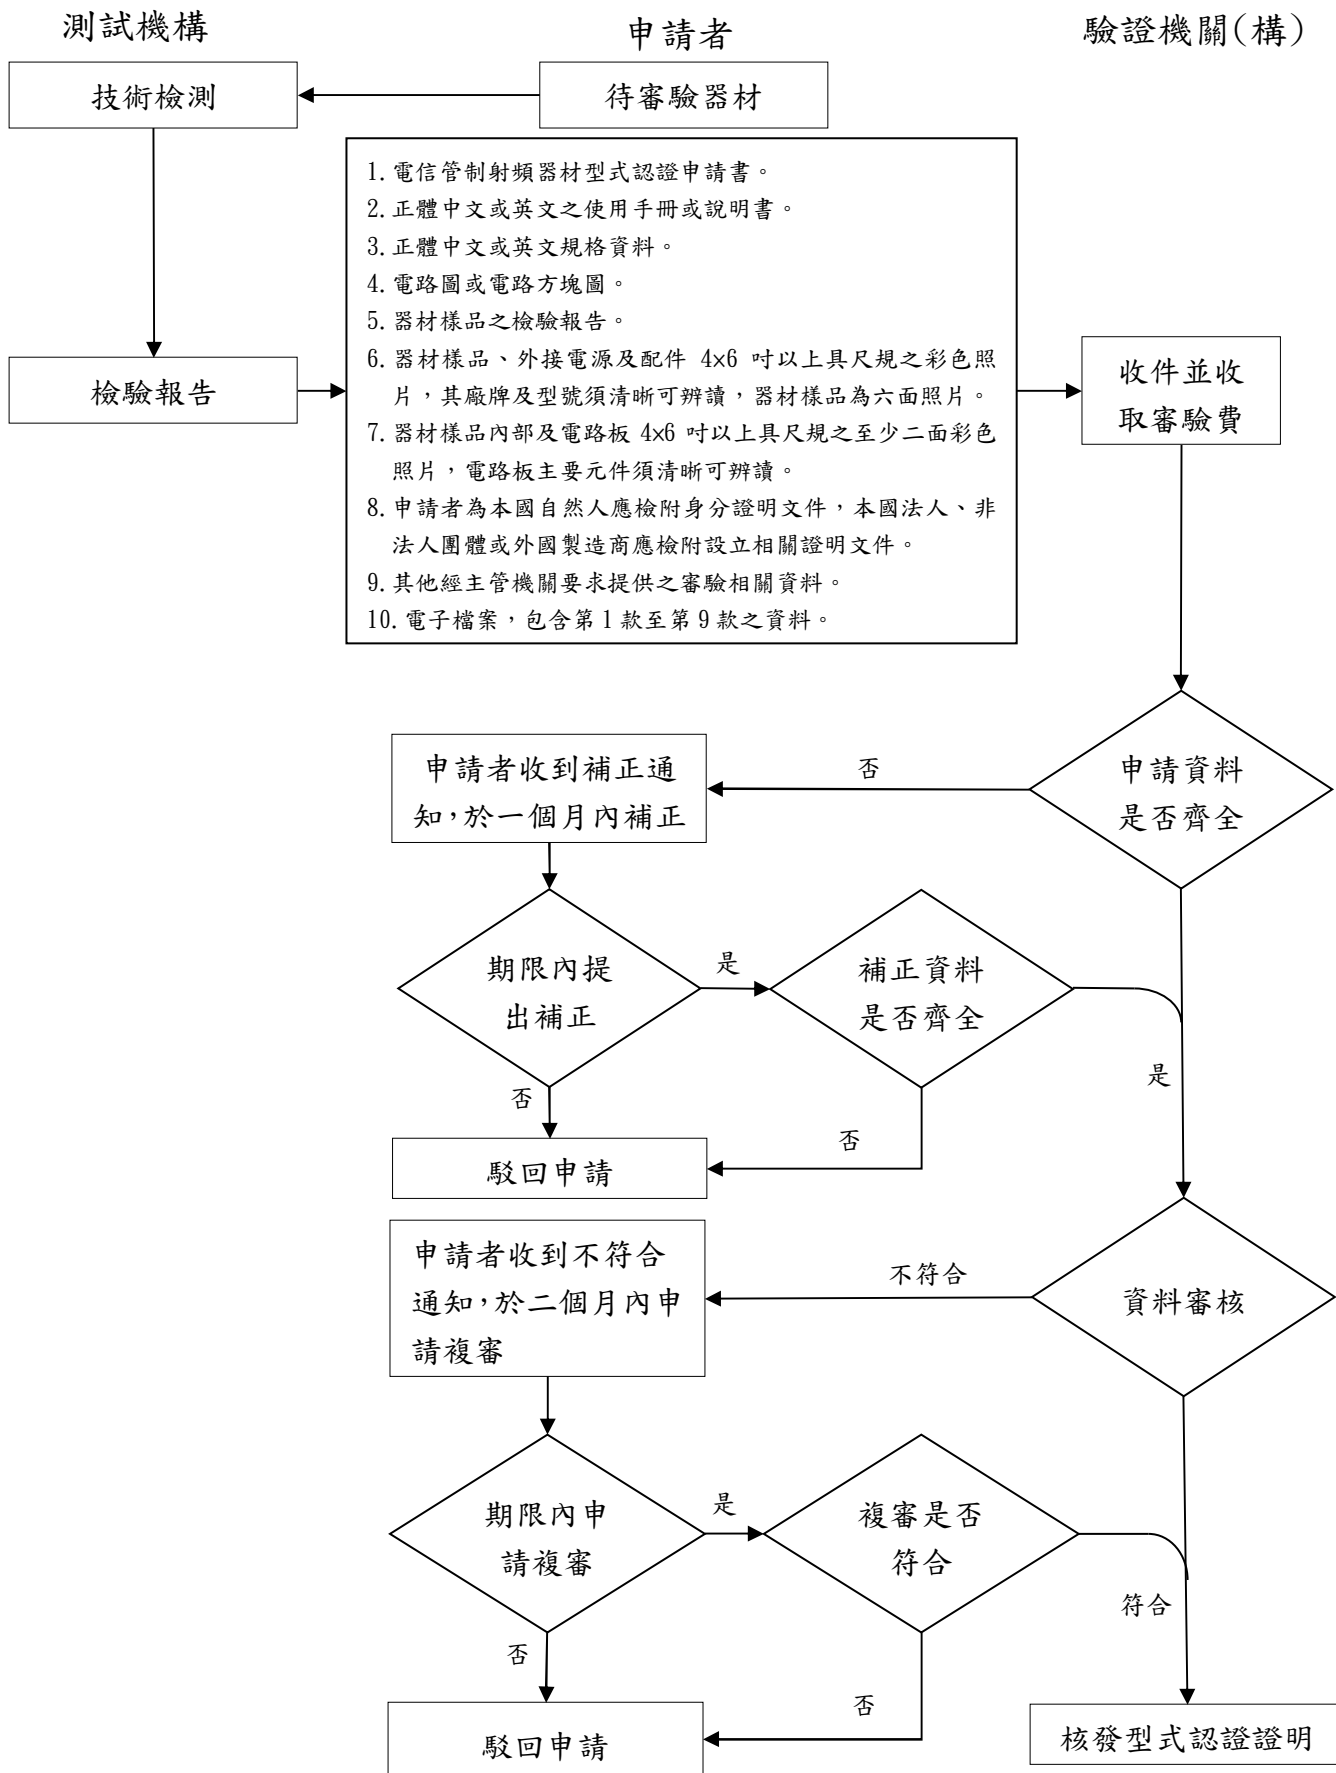 測試機構
申請者
驗證機關(構)
技術檢測
待審驗器材
1. 電信管制射頻器材型式認證申請書。
2. 正體中文或英文之使用手冊或說明書。
3. 正體中文或英文規格資料。
4. 電路圖或電路方塊圖。
5. 器材樣品之檢驗報告。
6. 器材樣品、外接電源及配件 4×6 吋以上具尺規之彩色照
片，其廠牌及型號須清晰可辨讀，器材樣品為六面照片。
7. 器材樣品內部及電路板 4×6 吋以上具尺規之至少二面彩色
照片，電路板主要元件須清晰可辨讀。
8. 申請者為本國自然人應檢附身分證明文件，本國法人、非
法人團體或外國製造商應檢附設立相關證明文件。
9. 其他經主管機關要求提供之審驗相關資料。
10. 電子檔案，包含第 1 款至第 9 款之資料。
檢驗報告
收件並收
取審驗費
申請者收到補正通
知，於一個月內補正
否
申請資料
是否齊全
期限內提
出補正
是
補正資料
是否齊全
是
否
否
駁回申請
申請者收到不符合
通知，於二個月內申
請複審
不符合
資料審核
期限內申
請複審
是
複審是否
符合
符合
否
否
駁回申請
核發型式認證證明